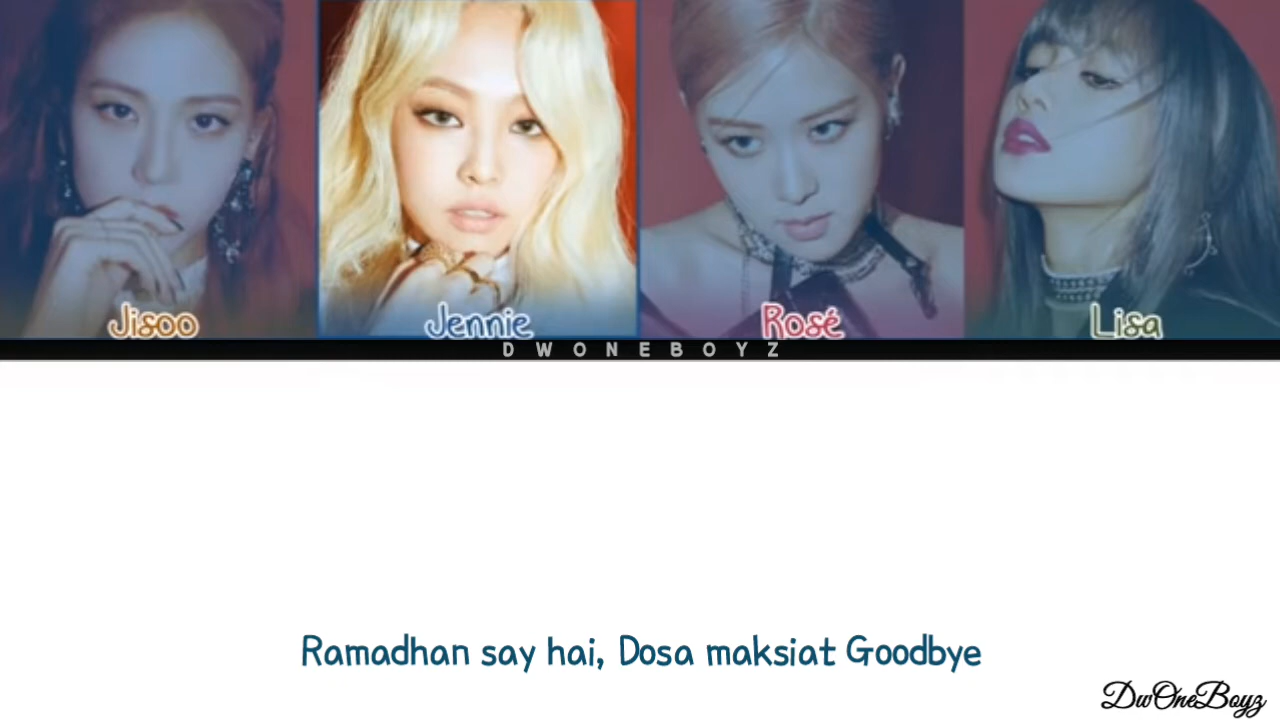 Jisoo Jennie Rosé Lisa
DWONEBOYZ
Ramadhan say hai, Dosa maksiat Goodbye
DwOneBoyz